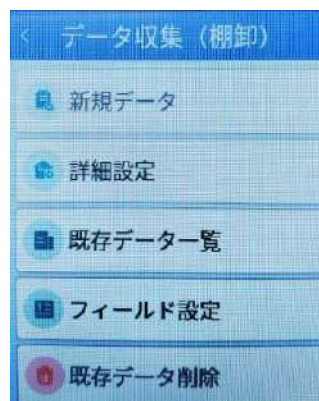 データ収集（棚卸）
新規データ
詳細設定
既存データ一覧
フィールド設定
既存データ削除